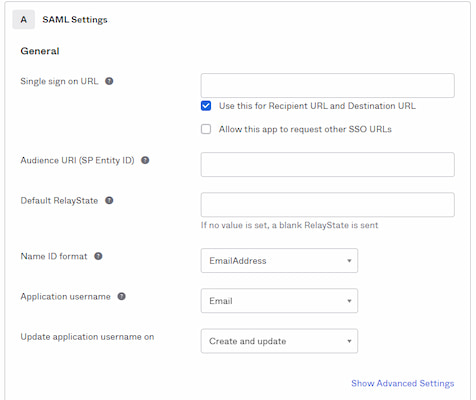 A SAML Settings
General
Single sign on URL ?
Use this for Recipient URL and Destination URL
Allow this app to request other SSO URLs
Audience URI (SP Entity ID) ?
Default RelayState ?
If no value is set, a blank RelayState is sent
Name ID format ? EmailAddress
Application username ? Email
Update application username on Create and update
Show Advanced Settings